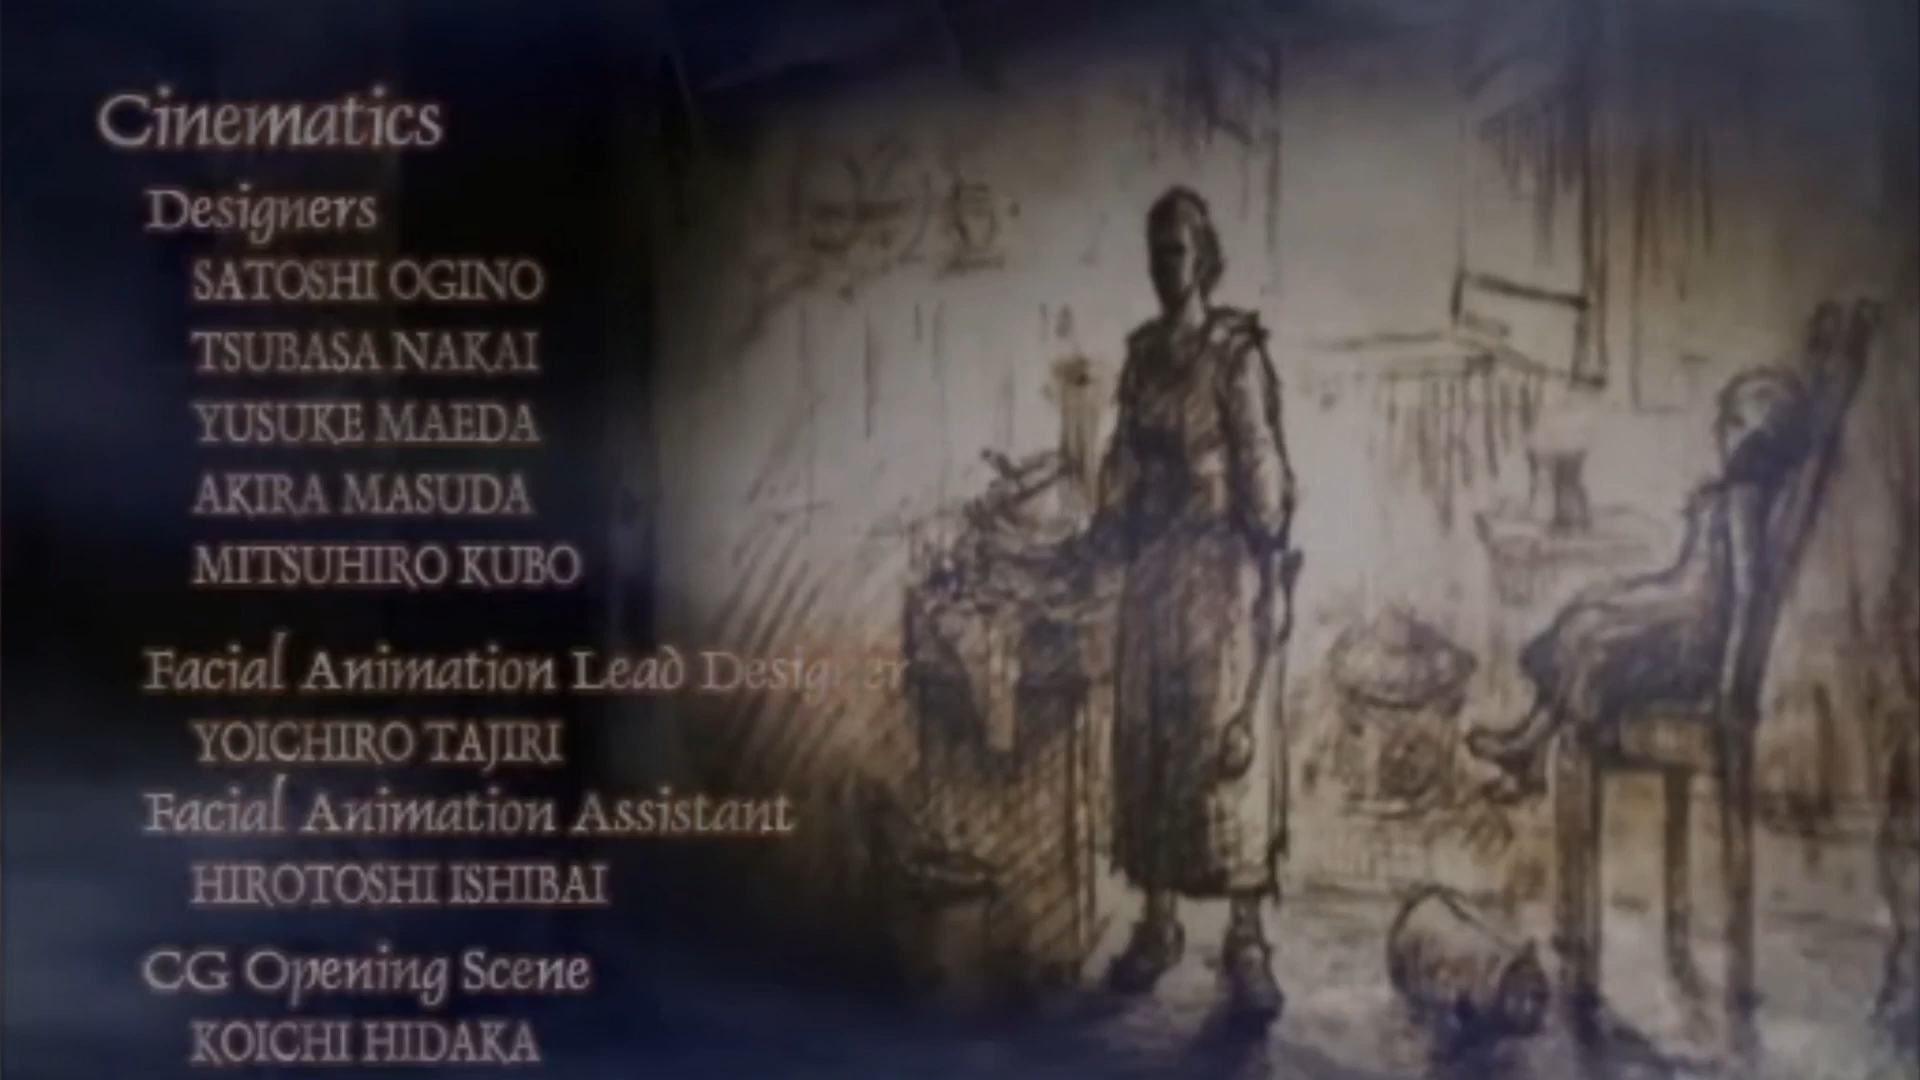 Cinematics
Designers
SATOSHI OGINO
TSUBASA NAKAI
YUSUKE MAEDA
AKIRA MASUDA
MITSUHIRO KUBO
Facial Animation Lead Designer
YOICHIRO TAJIRI
Facial Animation Assistant
HIROTOSHI ISHIBAI
CG Opening Scene
KOICHI HIDAKA